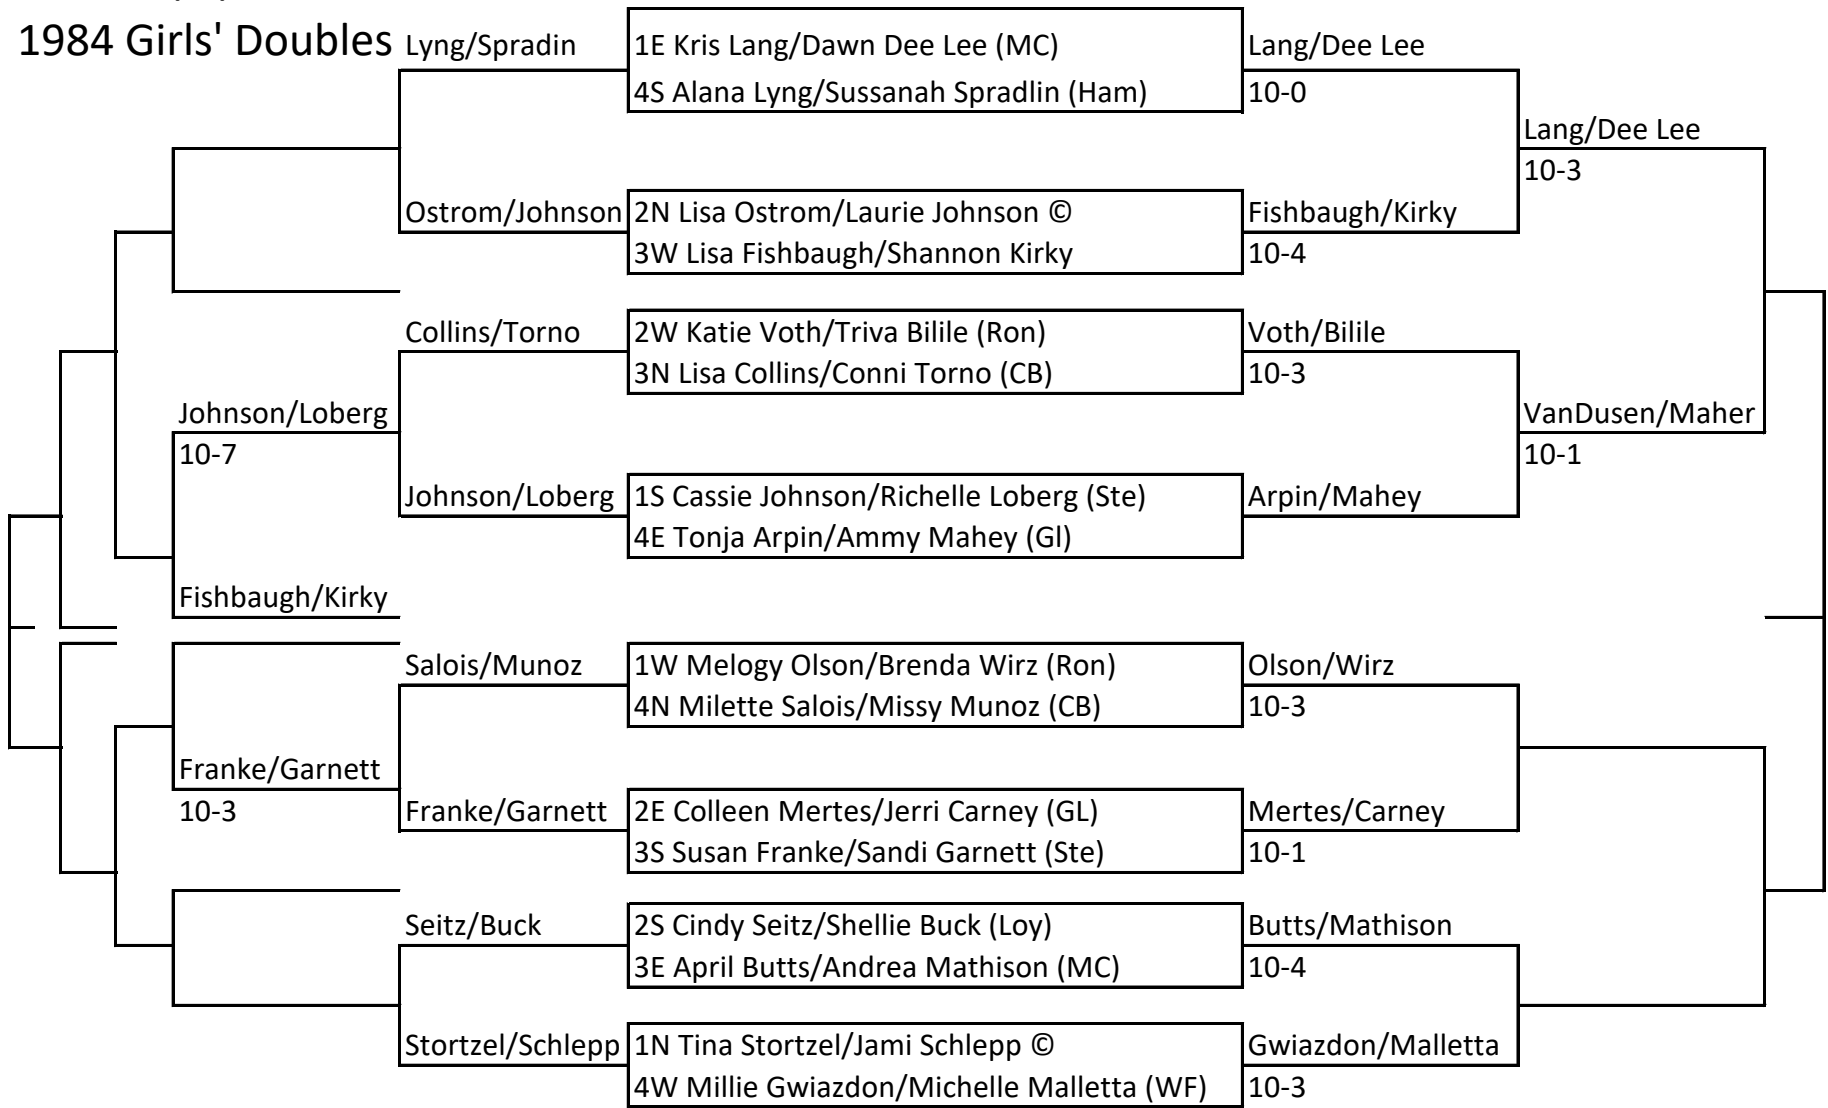 1984 Girls' Doubles
Lyng/Spradin
1E Kris Lang/Dawn Dee Lee (MC)
Lang/Dee Lee
4S Alana Lyng/Sussanah Spradlin (Ham)
10-0
Lang/Dee Lee
10-3
Ostrom/Johnson
2N Lisa Ostrom/Laurie Johnson ©
Fishbaugh/Kirky
3W Lisa Fishbaugh/Shannon Kirky
10-4
Collins/Torno
2W Katie Voth/Triva Bilile (Ron)
Voth/Bilile
3N Lisa Collins/Conni Torno (CB)
10-3
Johnson/Loberg
VanDusen/Maher
10-7
10-1
Johnson/Loberg
1S Cassie Johnson/Richelle Loberg (Ste)
Arpin/Mahey
4E Tonja Arpin/Ammy Mahey (Gl)
Fishbaugh/Kirky
Salois/Munoz
1W Melogy Olson/Brenda Wirz (Ron)
Olson/Wirz
4N Milette Salois/Missy Munoz (CB)
10-3
Franke/Garnett
10-3
Franke/Garnett
2E Colleen Mertes/Jerri Carney (GL)
Mertes/Carney
3S Susan Franke/Sandi Garnett (Ste)
10-1
Seitz/Buck
2S Cindy Seitz/Shellie Buck (Loy)
Butts/Mathison
3E April Butts/Andrea Mathison (MC)
10-4
Stortzel/Schlepp
1N Tina Stortzel/Jami Schlepp ©
Gwiazdon/Malletta
4W Millie Gwiazdon/Michelle Malletta (WF)
10-3